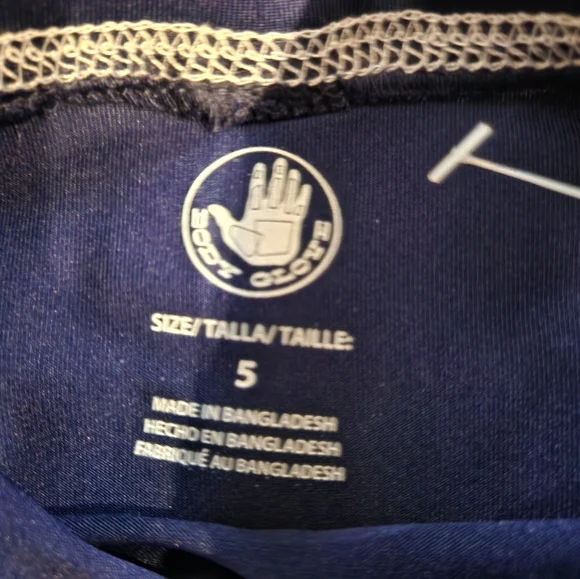 BODY GLOVE
SIZE/TALLA/TAILLE:
5
MADE IN BANGLADESH
HECHO EN BANGLADESH
FABRIQUÉ AU BANGLADESH